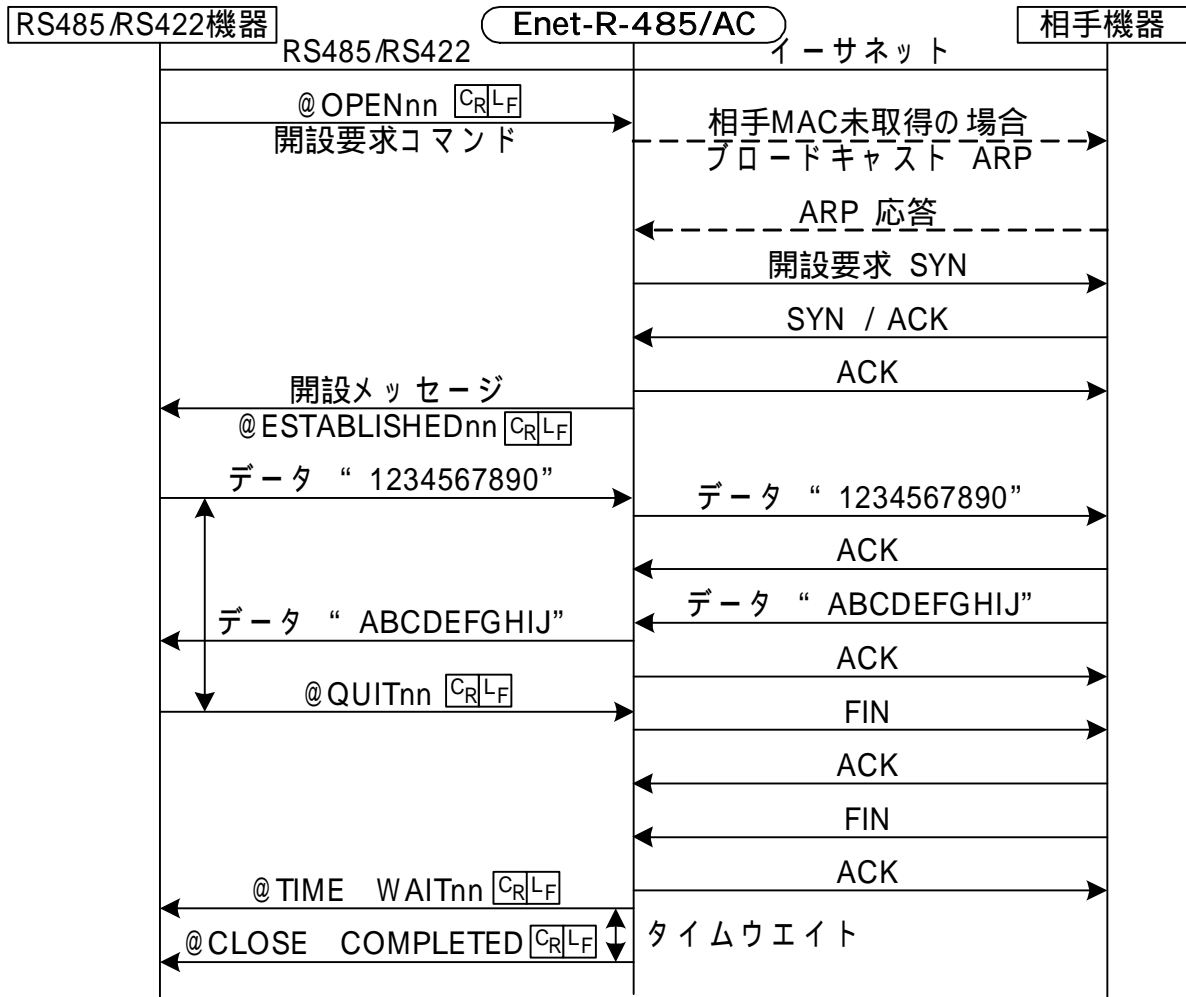 RS485/RS422機器
Enet-R-485/AC
相手機器
RS485/RS422
イーサネット
@OPENnn CRLF
開設要求コマンド
相手MAC未取得の場合
ブロードキャスト ARP
ARP 応答
開設要求 SYN
SYN / ACK
ACK
開設メッセージ
@ESTABLISHEDnn CRLF
データ “ 1234567890”
データ “ 1234567890”
ACK
データ “ ABCDEFGHIJ”
データ “ ABCDEFGHIJ”
ACK
@QUITnn CRLF
FIN
ACK
FIN
ACK
@TIME WAITnn CRLF
タイムウエイト
@CLOSE COMPLETED CRLF